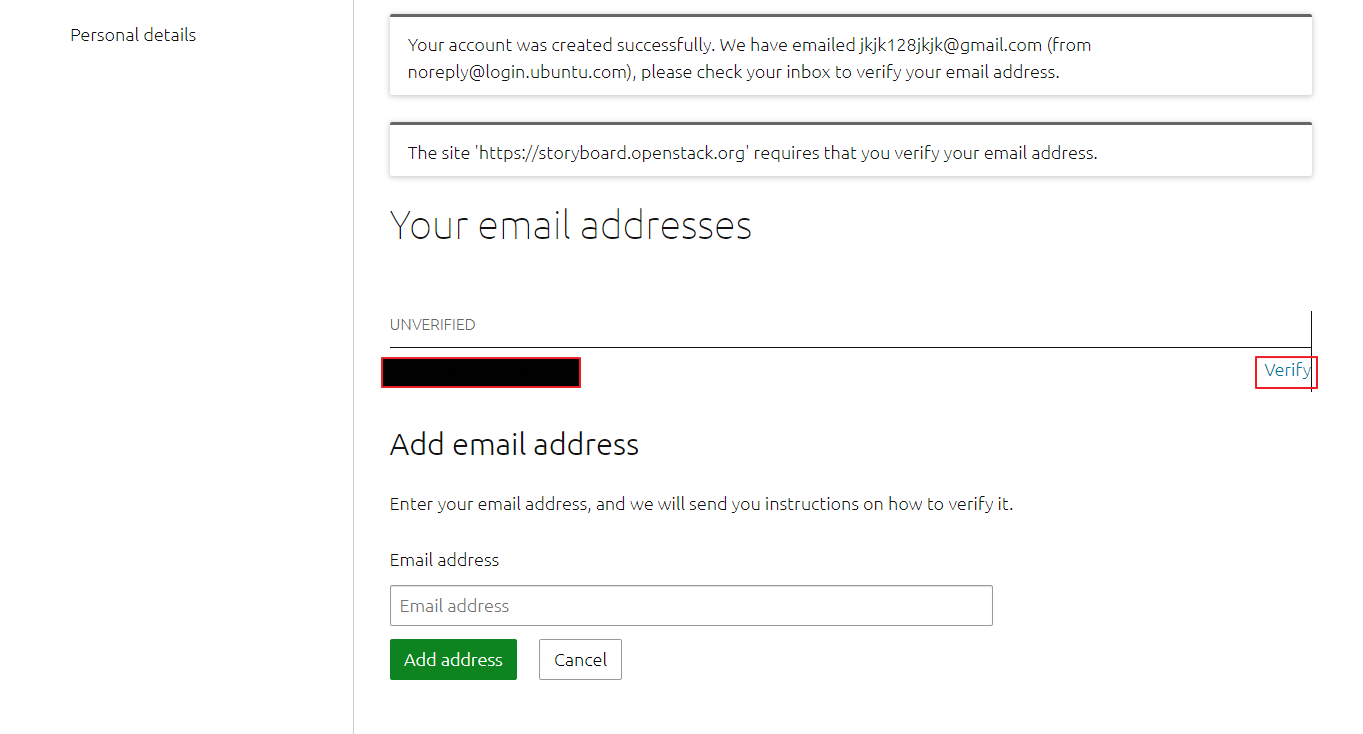 Personal details
Your account was created successfully. We have emailed jkjk128jkjk@gmail.com (from
noreply@login.ubuntu.com), please check your inbox to verify your email address.
The site 'https://storyboard.openstack.org' requires that you verify your email address.
Your email addresses
UNVERIFIED
Verify
Add email address
Enter your email address, and we will send you instructions on how to verify it.
Email address
Email address
Add address
Cancel